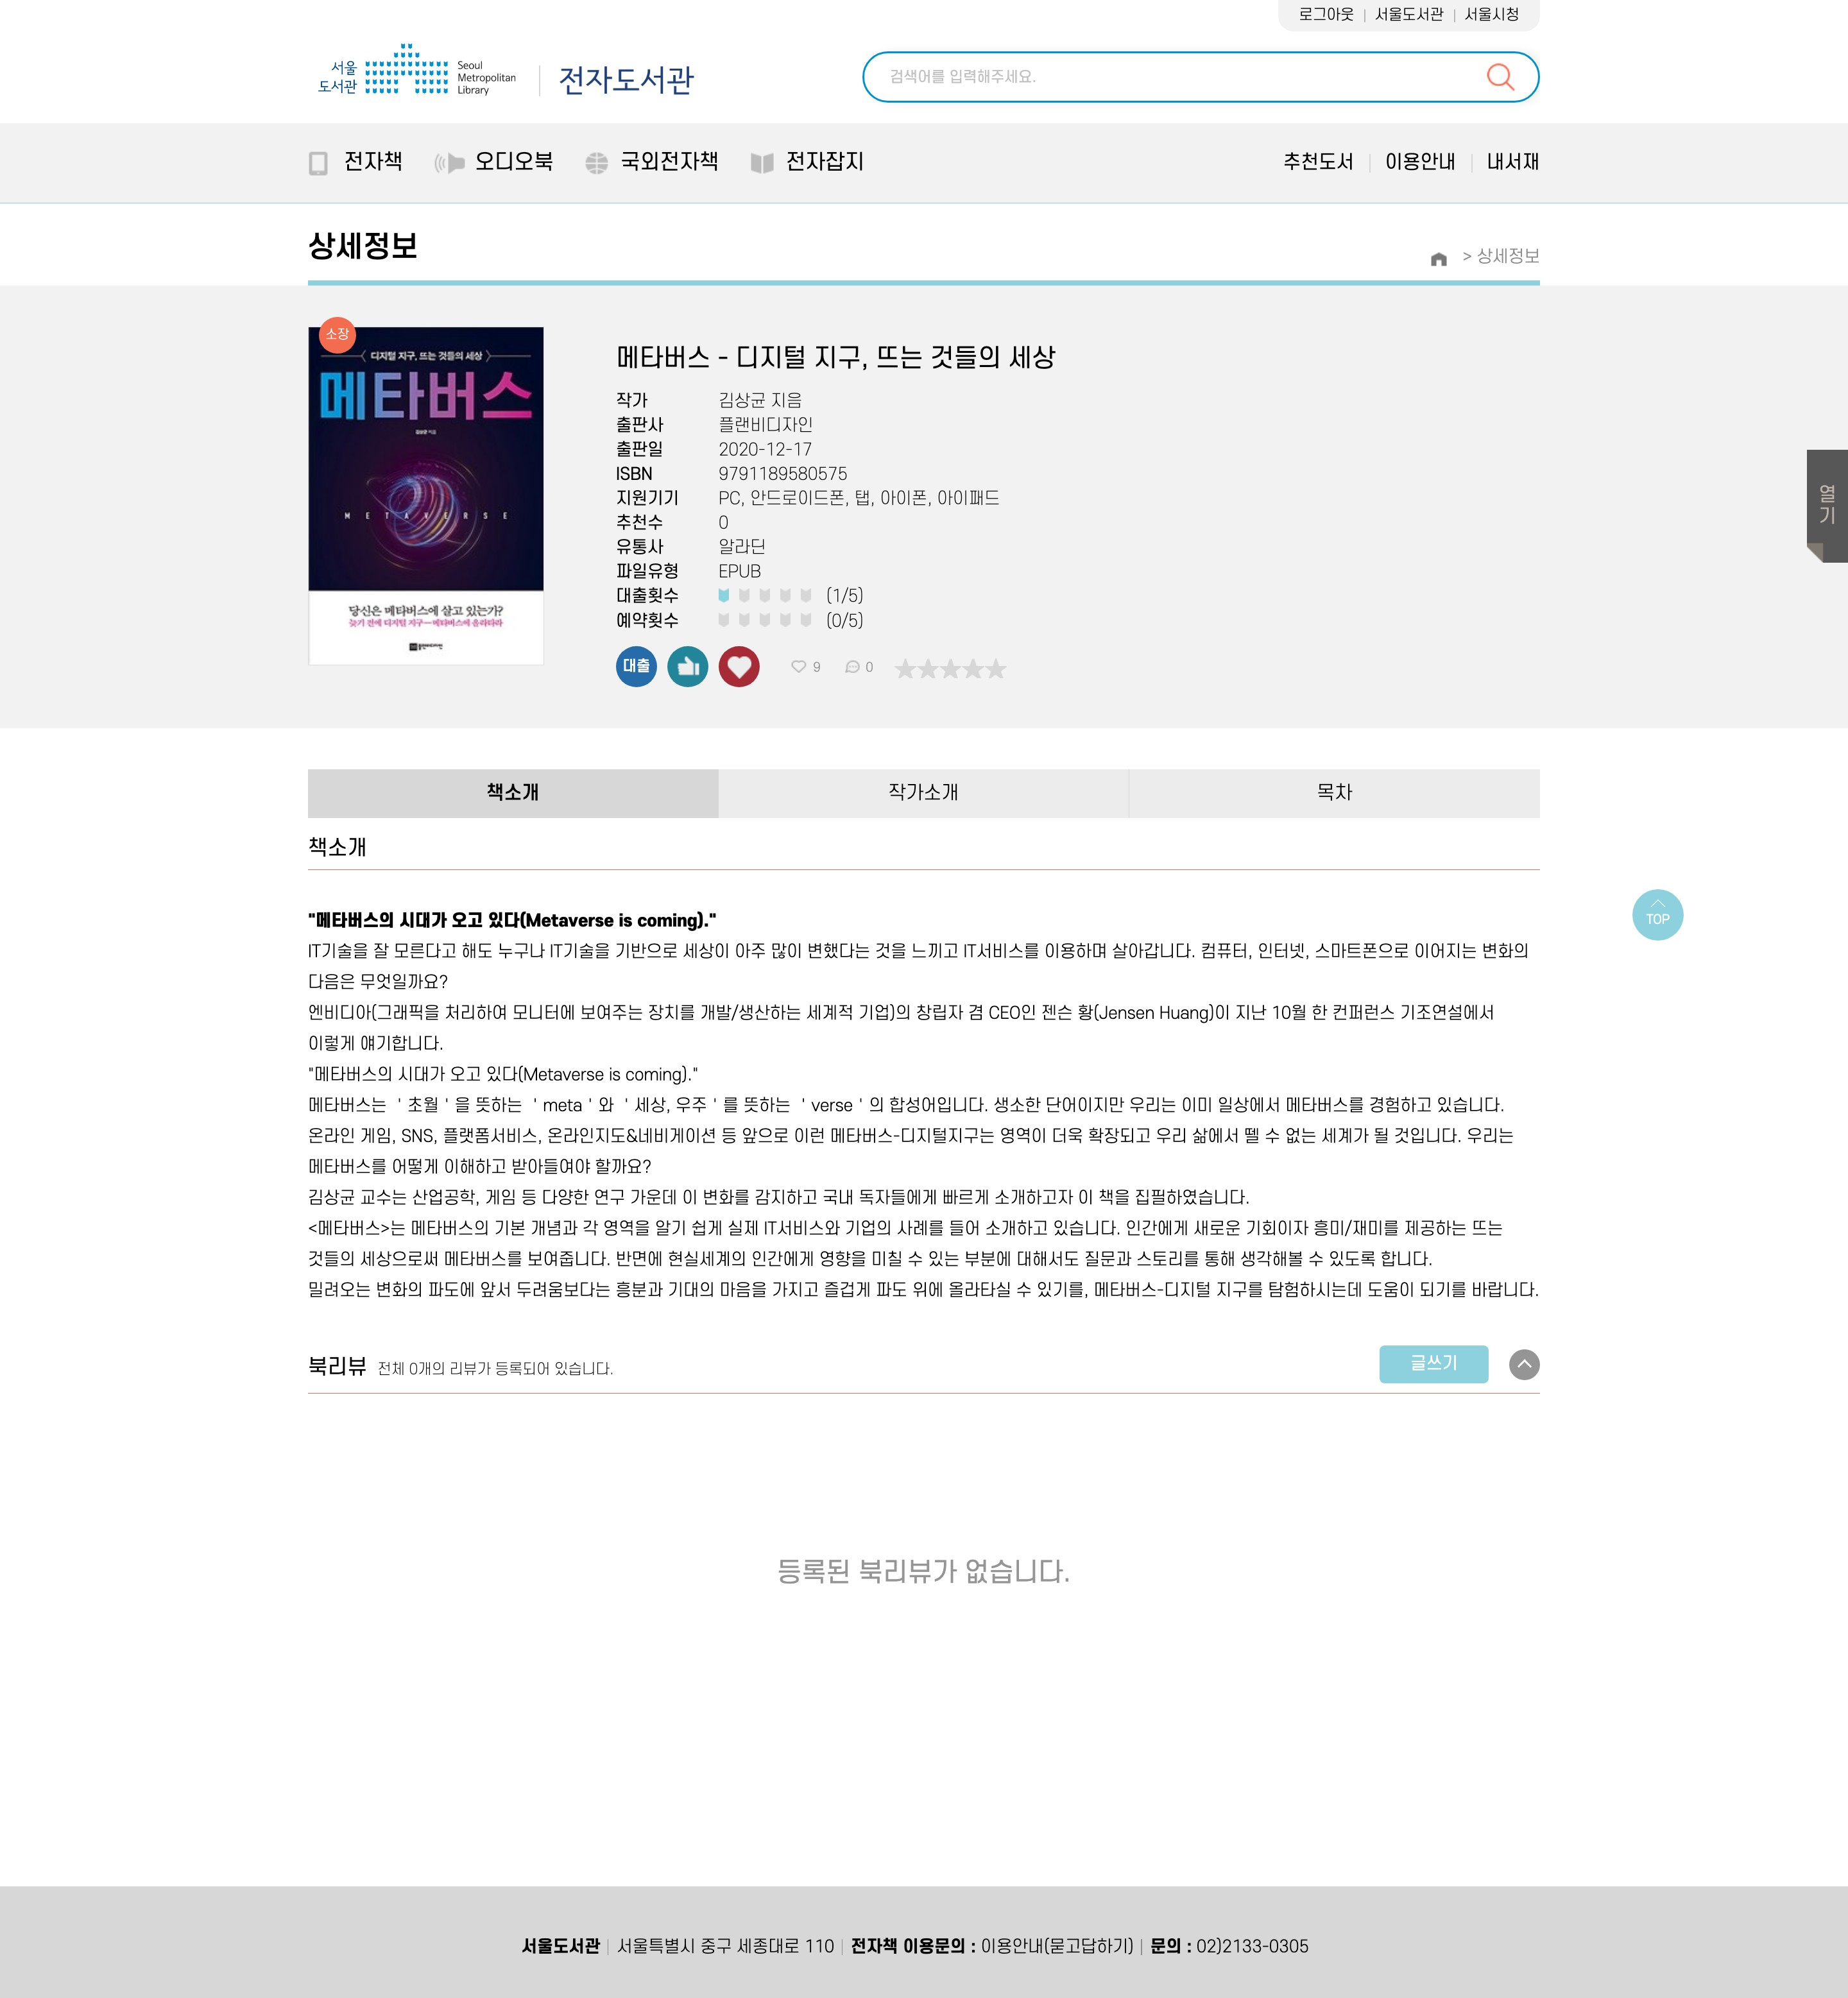 로그아웃 | 서울도서관 | 서울시청
서울
도서관
Seoul
Metropolitan
Library
전자도서관
검색어를 입력해주세요.
전자책 오디오북 국외전자책 전자잡지
추천도서 이용안내 내서재
상세정보
> 상세정보
소장
디지털 지구, 뜨는 것들의 세상
메타버스
김상균 지음
METAVERSE
당신은 메타버스에 살고 있는가?
늦기 전에 디지털 지구—메타버스에 올라타라
플랜비디자인
메타버스 - 디지털 지구, 뜨는 것들의 세상
작가 김상균 지음
출판사 플랜비디자인
출판일 2020-12-17
ISBN 9791189580575
지원기기 PC, 안드로이드폰, 탭, 아이폰, 아이패드
추천수 0
유통사 알라딘
파일유형 EPUB
대출횟수 (1/5)
예약횟수 (0/5)
대출 9 0
열기
책소개 작가소개 목차
책소개
"메타버스의 시대가 오고 있다(Metaverse is coming)."
IT기술을 잘 모른다고 해도 누구나 IT기술을 기반으로 세상이 아주 많이 변했다는 것을 느끼고 IT서비스를 이용하며 살아갑니다. 컴퓨터, 인터넷, 스마트폰으로 이어지는 변화의
다음은 무엇일까요?
엔비디아(그래픽을 처리하여 모니터에 보여주는 장치를 개발/생산하는 세계적 기업)의 창립자 겸 CEO인 젠슨 황(Jensen Huang)이 지난 10월 한 컨퍼런스 기조연설에서
이렇게 얘기합니다.
"메타버스의 시대가 오고 있다(Metaverse is coming)."
메타버스는 ＇초월＇을 뜻하는 ＇meta＇와 ＇세상, 우주＇를 뜻하는 ＇verse＇의 합성어입니다. 생소한 단어이지만 우리는 이미 일상에서 메타버스를 경험하고 있습니다.
온라인 게임, SNS, 플랫폼서비스, 온라인지도&네비게이션 등 앞으로 이런 메타버스-디지털지구는 영역이 더욱 확장되고 우리 삶에서 뗄 수 없는 세계가 될 것입니다. 우리는
메타버스를 어떻게 이해하고 받아들여야 할까요?
김상균 교수는 산업공학, 게임 등 다양한 연구 가운데 이 변화를 감지하고 국내 독자들에게 빠르게 소개하고자 이 책을 집필하였습니다.
<메타버스>는 메타버스의 기본 개념과 각 영역을 알기 쉽게 실제 IT서비스와 기업의 사례를 들어 소개하고 있습니다. 인간에게 새로운 기회이자 흥미/재미를 제공하는 뜨는
것들의 세상으로써 메타버스를 보여줍니다. 반면에 현실세계의 인간에게 영향을 미칠 수 있는 부분에 대해서도 질문과 스토리를 통해 생각해볼 수 있도록 합니다.
밀려오는 변화의 파도에 앞서 두려움보다는 흥분과 기대의 마음을 가지고 즐겁게 파도 위에 올라타실 수 있기를, 메타버스-디지털 지구를 탐험하시는데 도움이 되기를 바랍니다.
TOP
북리뷰 전체 0개의 리뷰가 등록되어 있습니다.
글쓰기
등록된 북리뷰가 없습니다.
서울도서관 | 서울특별시 중구 세종대로 110 | 전자책 이용문의 : 이용안내(묻고답하기) | 문의 : 02)2133-0305